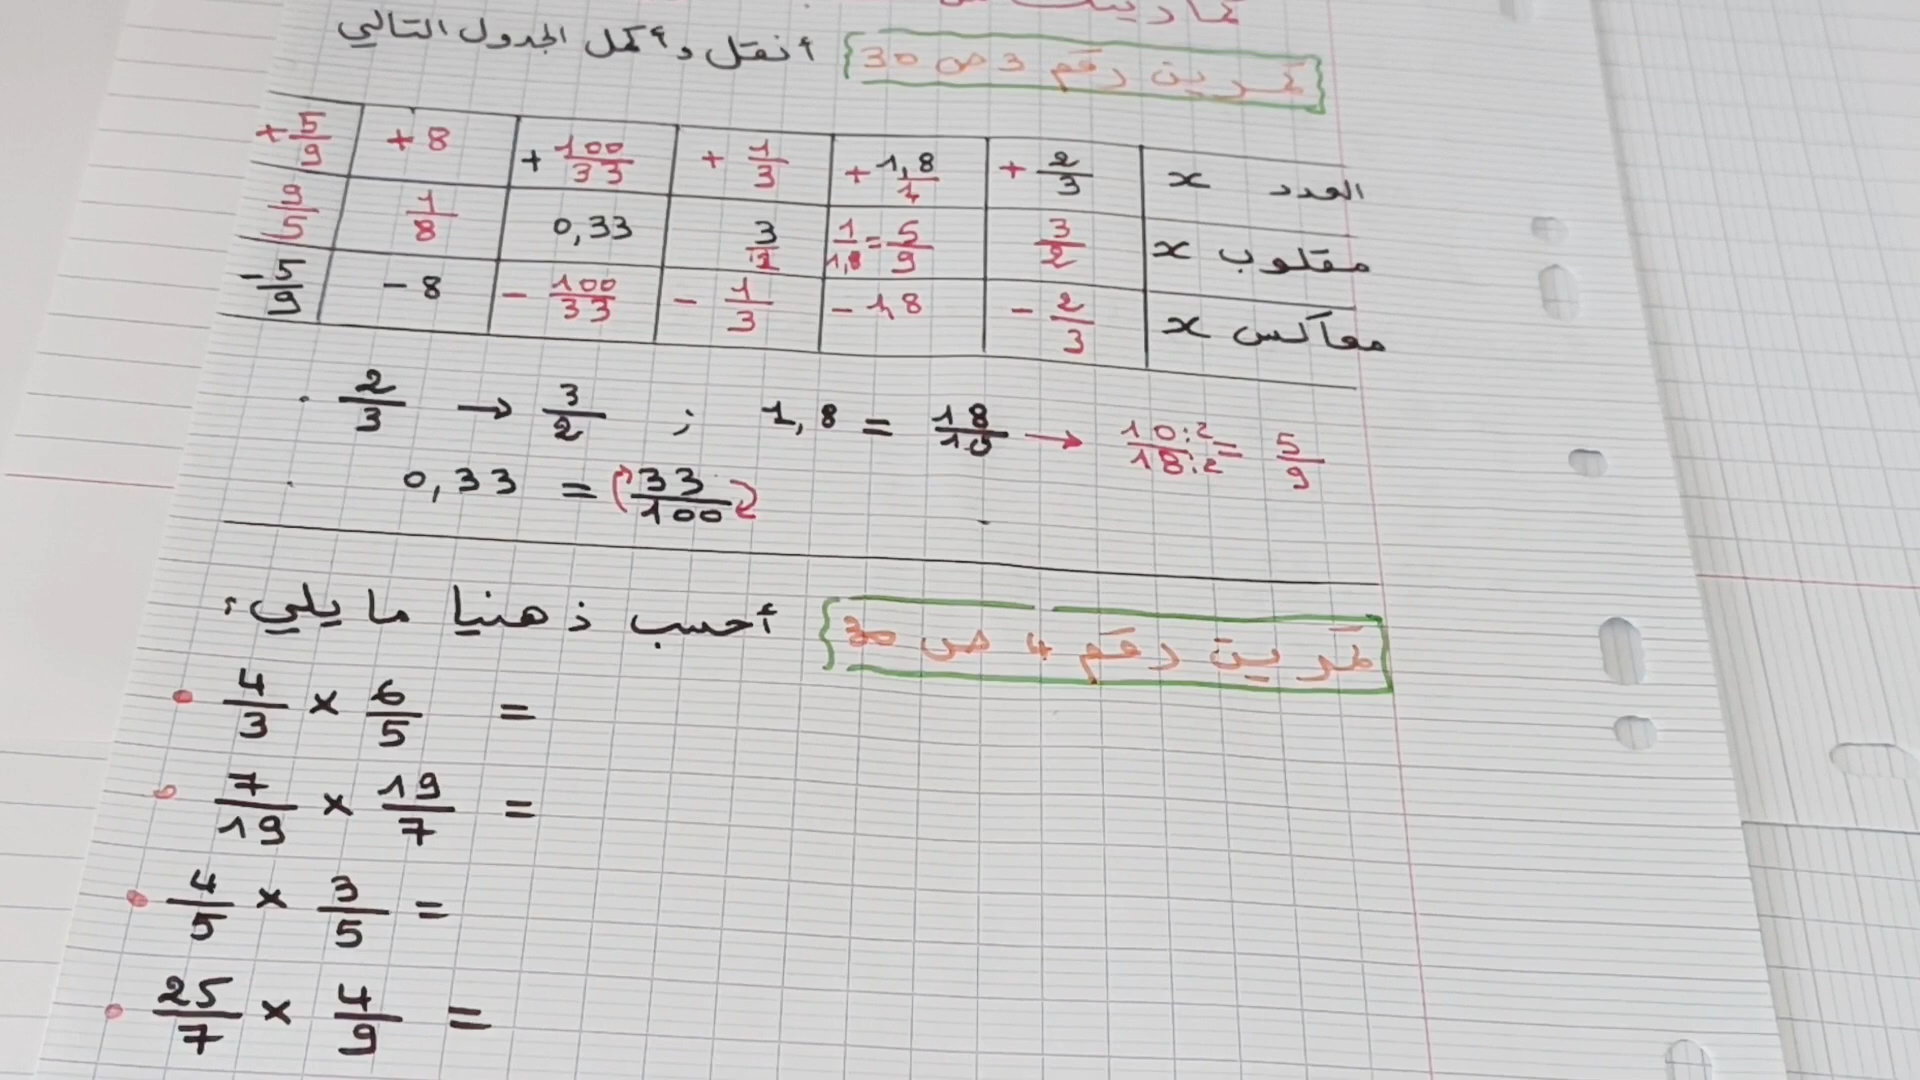 تمرين رقم 3 ص 30 أنقل وأكمل الجدول التالي
العدد x | + 2/3 | + 1,8/1 | + 1/3 | + 100/33 | + 8 | + 5/9
مقلوب x | 3/2 | 1/1,8 = 5/9 | 3/1 | 0,33 | 1/8 | 9/5
معاكس x | - 2/3 | - 1,8 | - 1/3 | - 100/33 | - 8 | - 5/9
2/3 → 3/2 ; 1,8 = 18/10 → 10:2/18:2 = 5/9
0,33 = 33/100
تمرين رقم 4 ص 30 أحسب ذهنيا ما يلي:
• 4/3 × 6/5 =
• 7/19 × 19/7 =
• 4/5 × 3/5 =
• 25/7 × 4/9 =